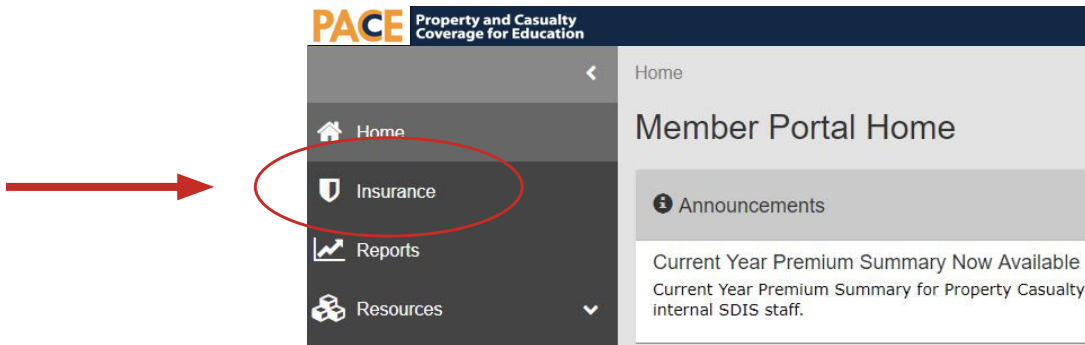 PACE Property and Casualty
Coverage for Education
Home
Home
Member Portal Home
Insurance
Announcements
Reports
Current Year Premium Summary Now Available
Current Year Premium Summary for Property Casualty
internal SDIS staff.
Resources